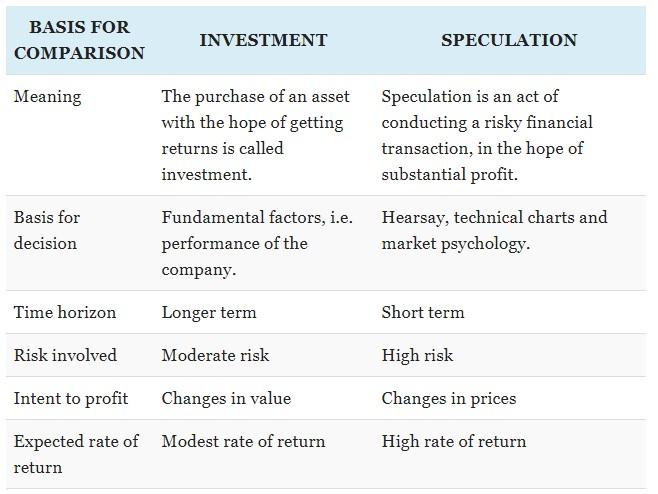 BASIS FOR COMPARISON INVESTMENT SPECULATION
Meaning
The purchase of an asset
with the hope of getting
returns is called
investment.
Speculation is an act of
conducting a risky financial
transaction, in the hope of
substantial profit.
Basis for
decision
Fundamental factors, i.e.
performance of the
company.
Hearsay, technical charts and
market psychology.
Time horizon
Longer term
Short term
Risk involved
Moderate risk
High risk
Intent to profit
Changes in value
Changes in prices
Expected rate of
return
Modest rate of return
High rate of return